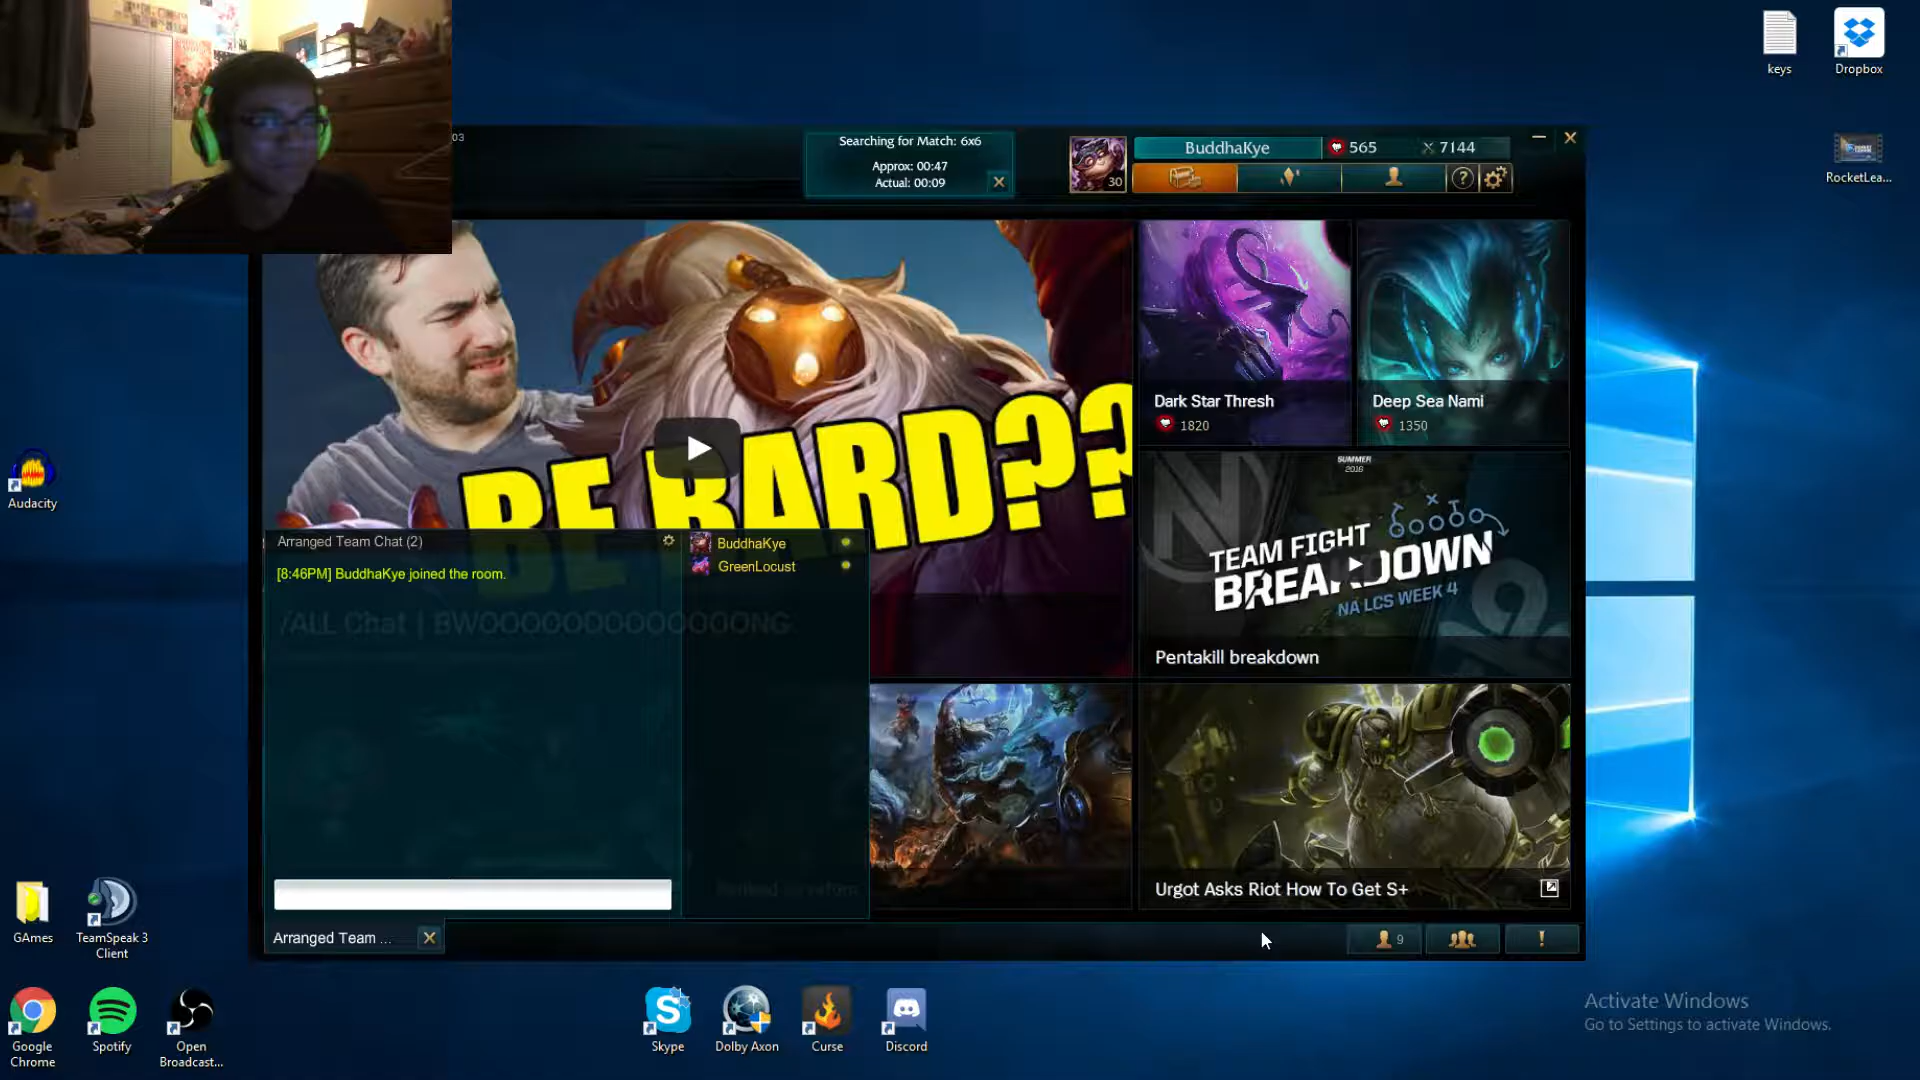 keys
Dropbox
RocketLea...
03
Searching for Match: 6x6
Approx: 00:47
Actual: 00:09
30
BuddhaKye
565
7144
?
BE BARD??
Dark Star Thresh
1820
Deep Sea Nami
1350
SUMMER
2016
TEAM FIGHT
BREAKDOWN
NA LCS WEEK 4
Pentakill breakdown
Arranged Team Chat (2)
BuddhaKye
GreenLocust
[8:46PM] BuddhaKye joined the room.
/ALL Chat | BWOOOOOOOOOOOOOONG
Urgot Asks Riot How To Get S+
Arranged Team ...
9
Audacity
GAmes
TeamSpeak 3
Client
Google
Chrome
Spotify
Open
Broadcast...
Skype
Dolby Axon
Curse
Discord
Activate Windows
Go to Settings to activate Windows.